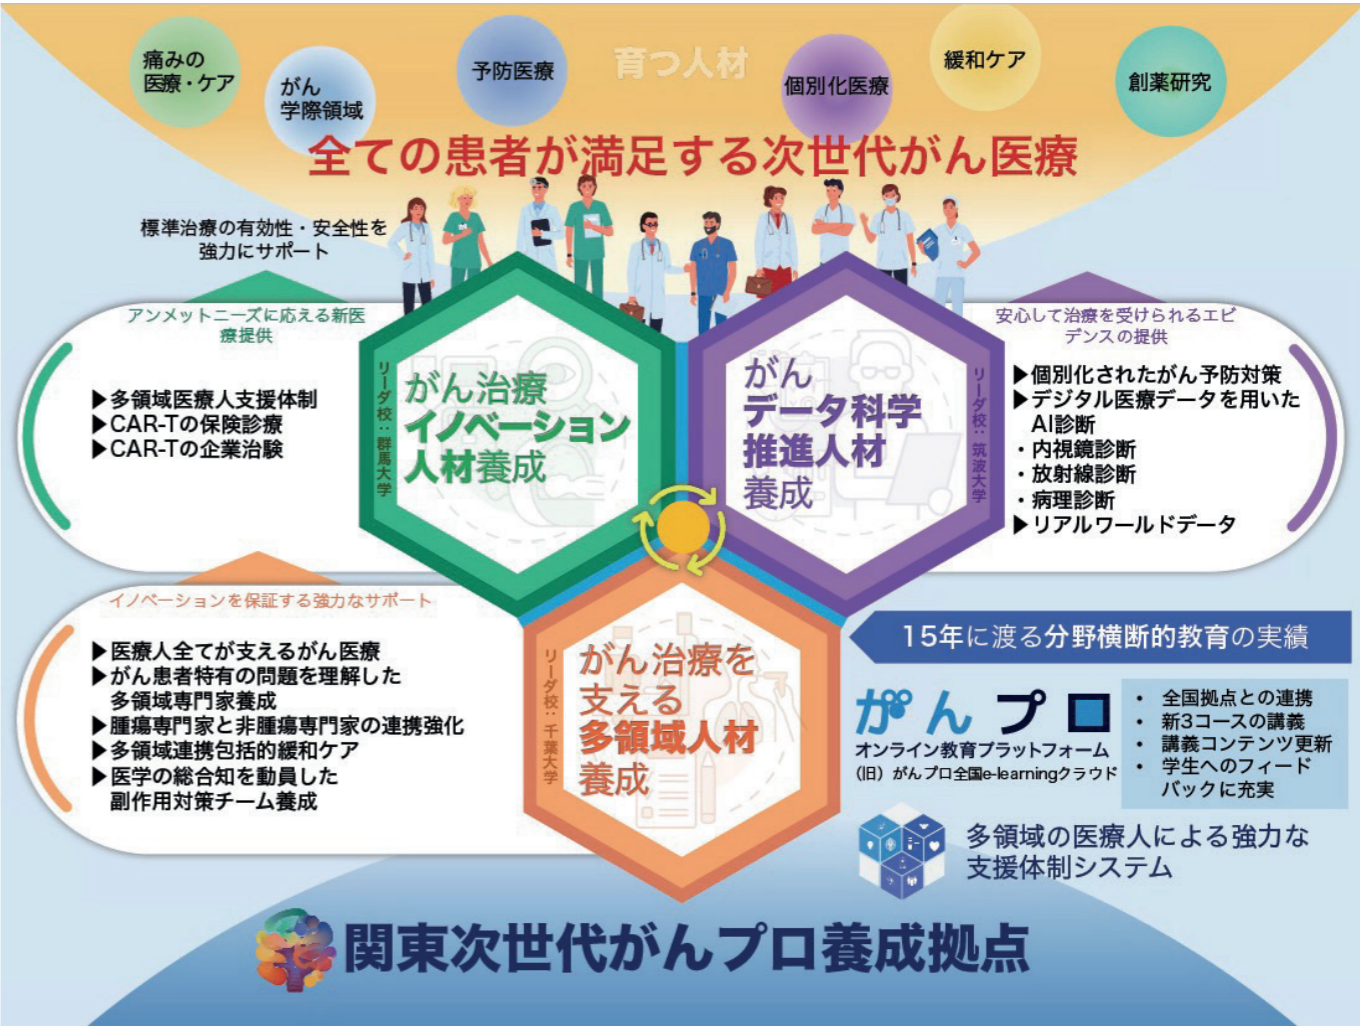 育つ人材
痛みの
医療・ケア
がん
学際領域
予防医療
個別化医療
緩和ケア
創薬研究
全ての患者が満足する次世代がん医療
標準治療の有効性・安全性を
強力にサポート
アンメットニーズに応える新医
療提供
▶多領域医療人支援体制
▶CAR-Tの保険診療
▶CAR-Tの企業治験
リーダ校：群馬大学
がん治療
イノベーション
人材養成
がん
データ科学
推進人材
養成
リーダ校：筑波大学
安心して治療を受けられるエビ
デンスの提供
▶個別化されたがん予防対策
▶デジタル医療データを用いた
AI診断
・内視鏡診断
・放射線診断
・病理診断
▶リアルワールドデータ
イノベーションを保証する強力なサポート
▶医療人全てが支えるがん医療
▶がん患者特有の問題を理解した
多領域専門家養成
▶腫瘍専門家と非腫瘍専門家の連携強化
▶多領域連携包括的緩和ケア
▶医学の総合知を動員した
副作用対策チーム養成
リーダ校：千葉大学
がん治療を
支える
多領域人材
養成
15年に渡る分野横断的教育の実績
がんプロ
オンライン教育プラットフォーム
（旧）がんプロ全国e-learningクラウド
• 全国拠点との連携
• 新3コースの講義
• 講義コンテンツ更新
• 学生へのフィード
バックに充実
多領域の医療人による強力な
支援体制システム
関東次世代がんプロ養成拠点